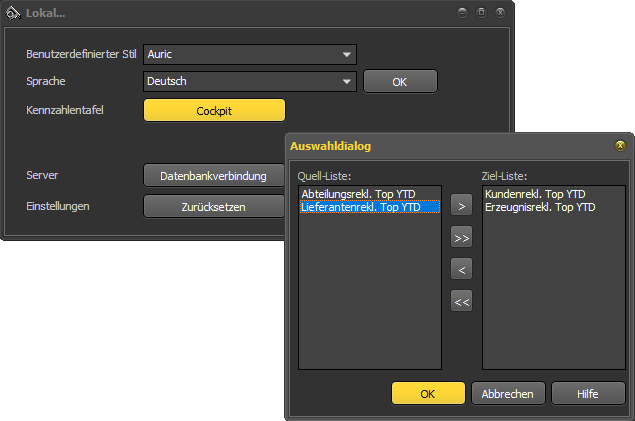 Lokal...
Benutzerdefinierter Stil
Auric
Sprache
Deutsch
OK
Kennzahlentafel
Cockpit
Server
Datenbankverbindung
Einstellungen
Zurücksetzen
Auswahldialog
Quell-Liste:
Ziel-Liste:
Abteilungsrekl. Top YTD
Lieferantenrekl. Top YTD
Kundenrekl. Top YTD
Erzeugnisrekl. Top YTD
>
>>
<
<<
OK
Abbrechen
Hilfe